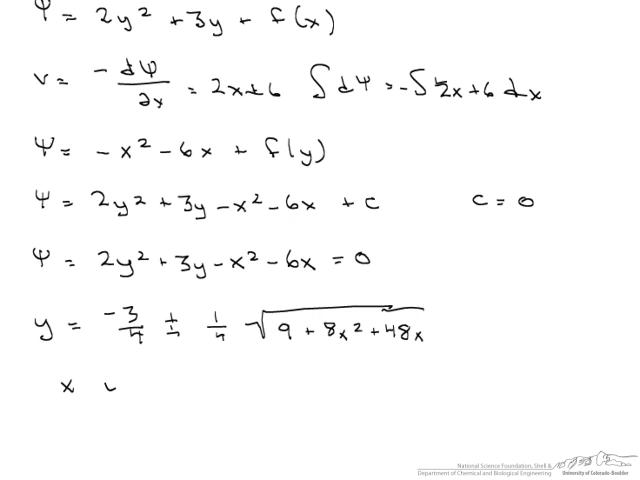 Ψ = 2y² + 3y + f(x)
v = -dΨ/∂x = 2x+6 ∫dΨ = -∫2x+6 dx
Ψ = -x² - 6x + f(y)
Ψ = 2y² + 3y - x² - 6x + c c = 0
Ψ = 2y² + 3y - x² - 6x = 0
y = -3/4 ± 1/4 √(9 + 8x² + 48x)
x
National Science Foundation, Shell &
Department of Chemical and Biological Engineering
University of Colorado-Boulder